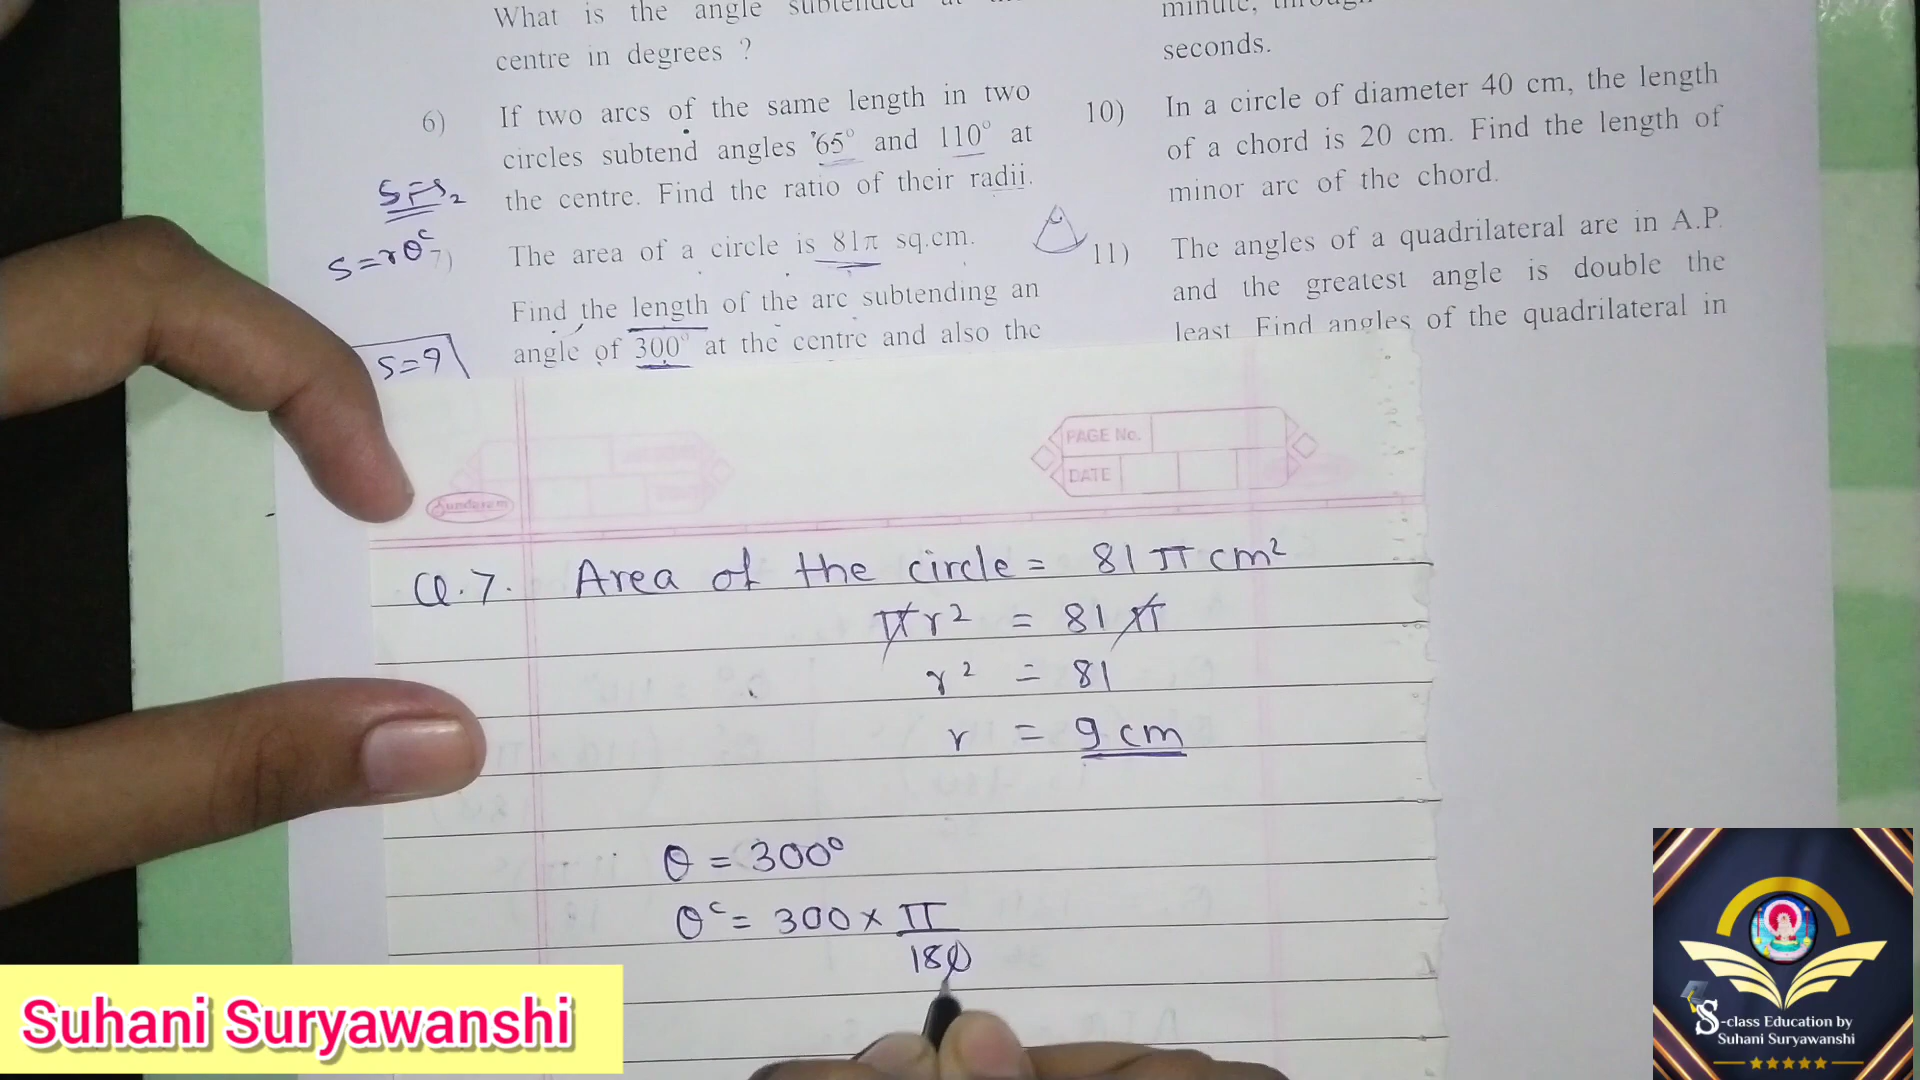 What is the angle subtended at
centre in degrees ?
6) If two arcs of the same length in two
circles subtend angles 65° and 110° at
the centre. Find the ratio of their radii.
S=s₂
S=rθᶜ
7) The area of a circle is 81π sq.cm.
Find the length of the arc subtending an
angle of 300° at the centre and also the
S=9
minute, through
seconds.
10) In a circle of diameter 40 cm, the length
of a chord is 20 cm. Find the length of
minor arc of the chord.
11) The angles of a quadrilateral are in A.P.
and the greatest angle is double the
least. Find angles of the quadrilateral in
PAGE No.
DATE
Sundaram
Q.7. Area of the circle = 81 π cm²
πr² = 81 π
r² = 81
r = 9 cm
θ = 300°
θᶜ = 300 × π
180
Suhani Suryawanshi
S-class Education by
Suhani Suryawanshi